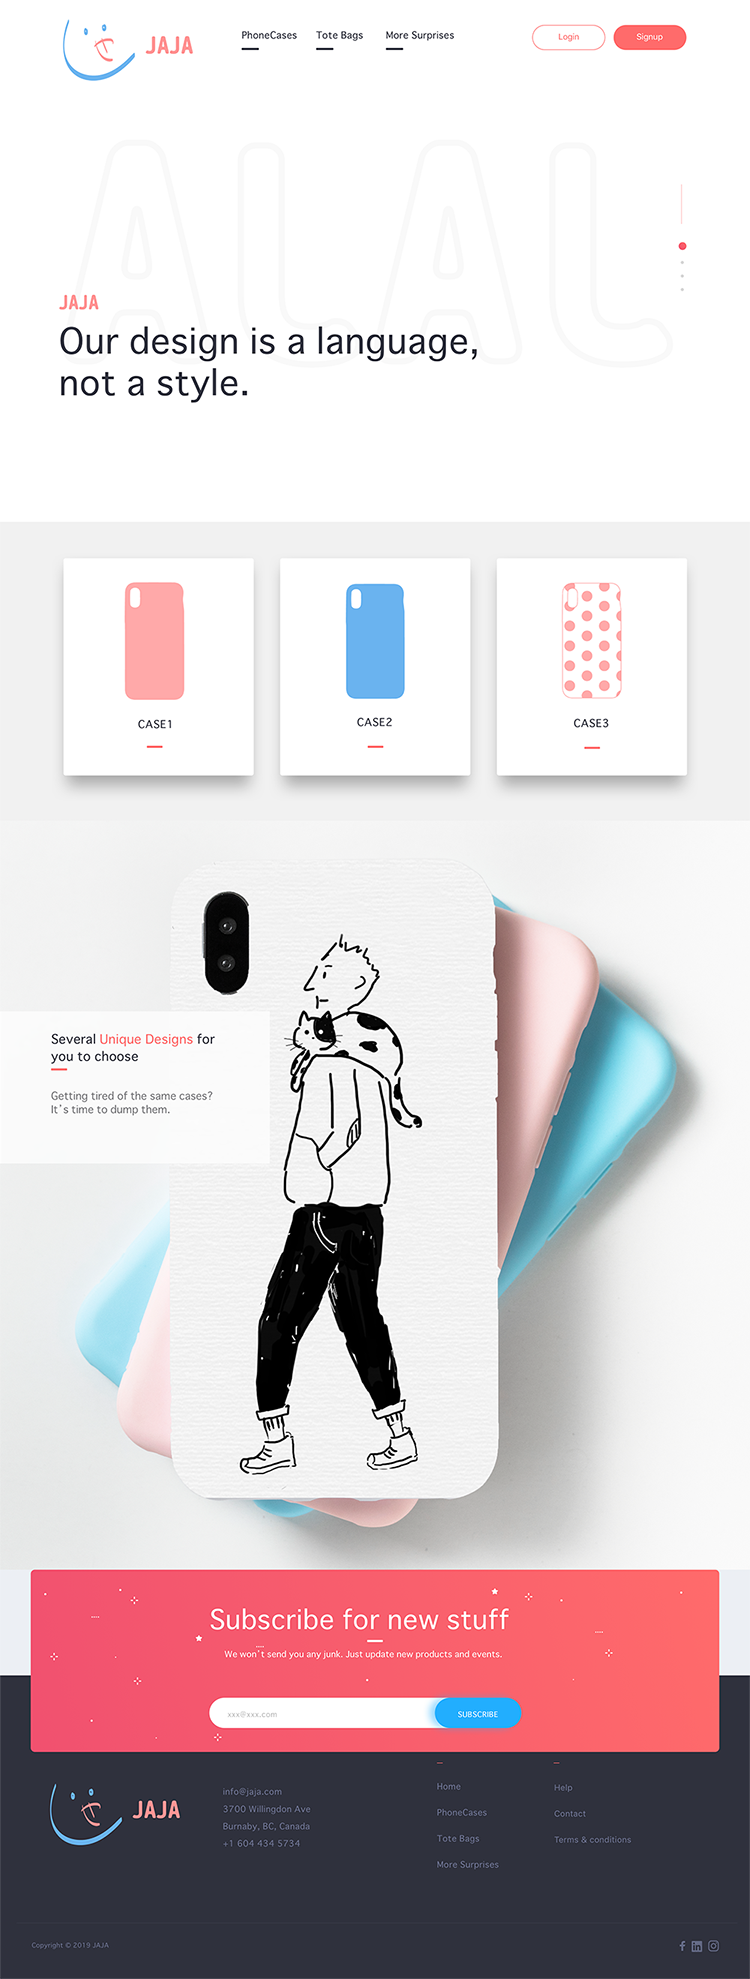 JAJA
PhoneCases
Tote Bags
More Surprises
Login
Signup
ALAL
JAJA
Our design is a language,
not a style.
CASE1
CASE2
CASE3
Several Unique Designs for
you to choose
Getting tired of the same cases?
It's time to dump them.
Subscribe for new stuff
We won't send you any junk. Just update new products and events.
xxx@xxx.com
SUBSCRIBE
JAJA
info@jaja.com
3700 Willingdon Ave
Burnaby, BC, Canada
+1 604 434 5734
Home
PhoneCases
Tote Bags
More Surprises
Help
Contact
Terms & conditions
Copyright © 2019 JAJA